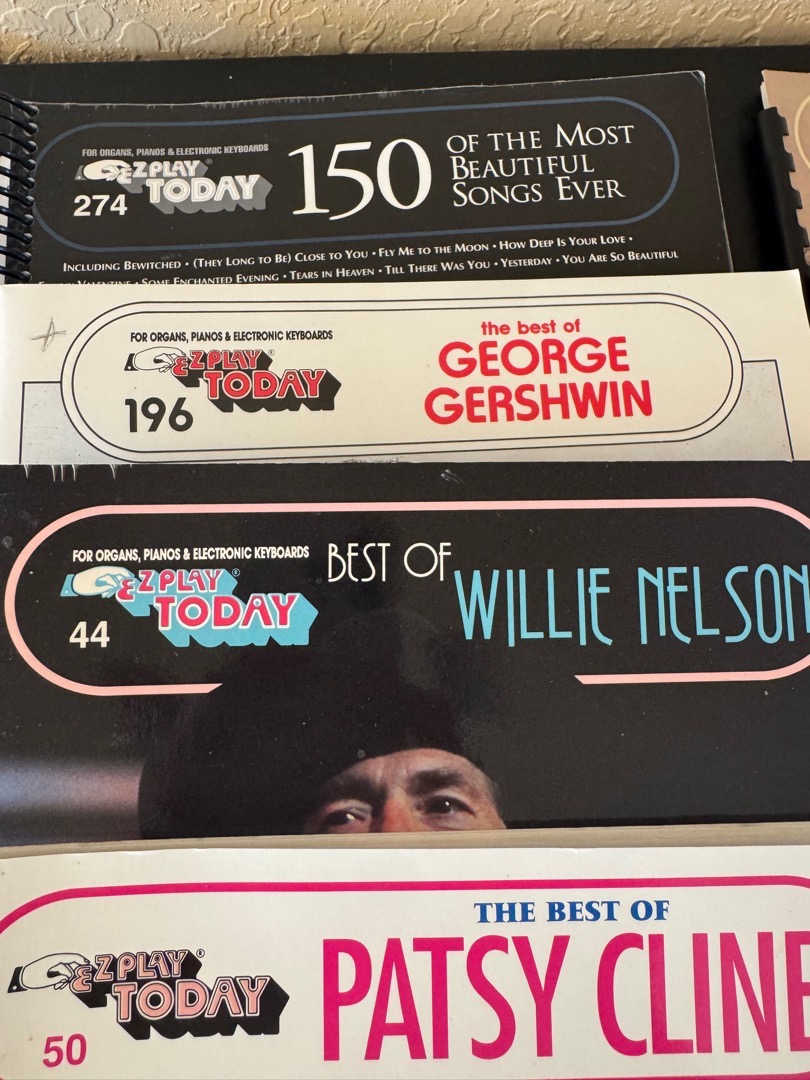 FOR ORGANS, PIANOS & ELECTRONIC KEYBOARDS
E-Z PLAY®
TODAY
274
150
OF THE MOST
BEAUTIFUL
SONGS EVER
INCLUDING BEWITCHED • (THEY LONG TO BE) CLOSE TO YOU • FLY ME TO THE MOON • HOW DEEP IS YOUR LOVE •
VALENTINE • SOME ENCHANTED EVENING • TEARS IN HEAVEN • TILL THERE WAS YOU • YESTERDAY • YOU ARE SO BEAUTIFUL
FOR ORGANS, PIANOS & ELECTRONIC KEYBOARDS
E-Z PLAY®
TODAY
196
the best of
GEORGE
GERSHWIN
FOR ORGANS, PIANOS & ELECTRONIC KEYBOARDS
E-Z PLAY®
TODAY
44
BEST OF
WILLIE NELSON
E-Z PLAY®
TODAY
50
THE BEST OF
PATSY CLINE